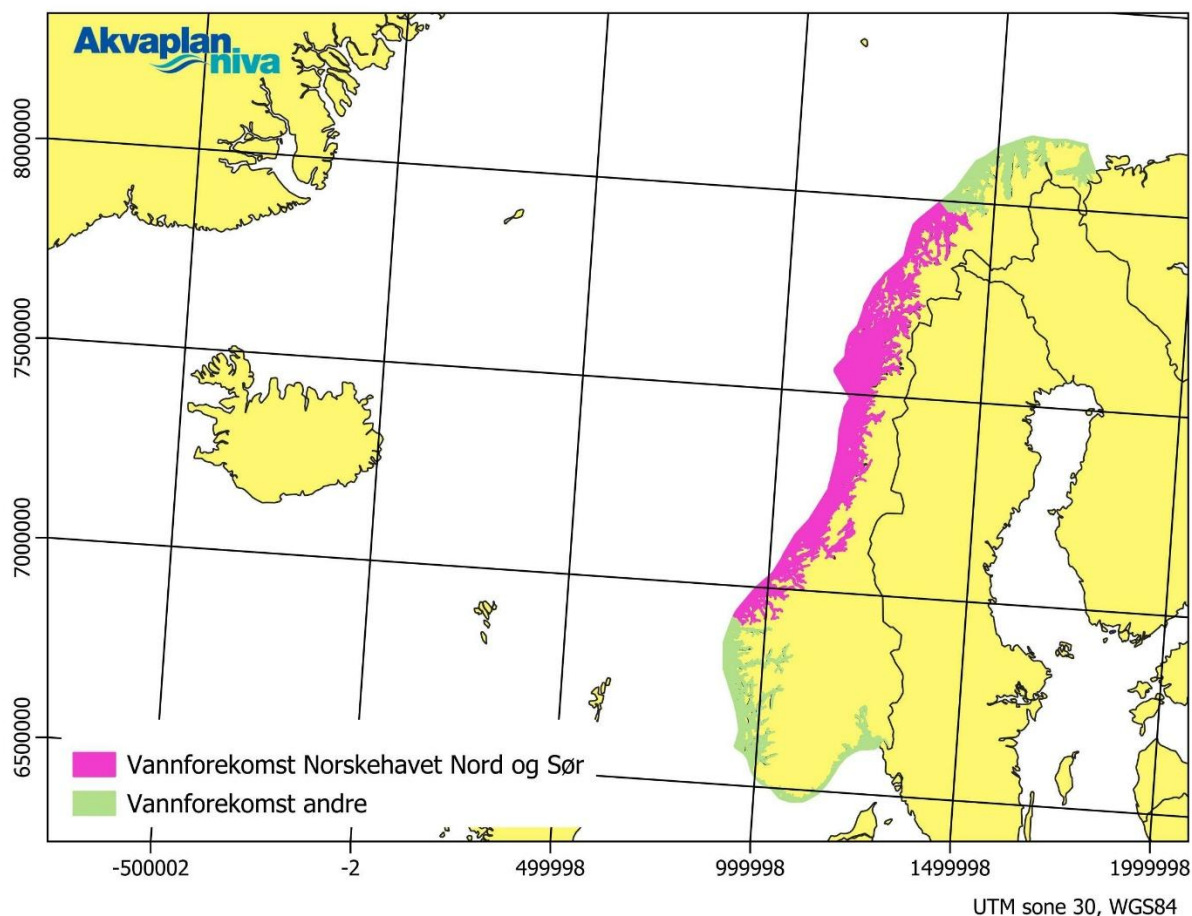 Akvaplan
niva
8000000
7500000
7000000
6500000
Vannforekomst Norskehavet Nord og Sør
Vannforekomst andre
-500002
-2
499998
999998
1499998
1999998
UTM sone 30, WGS84